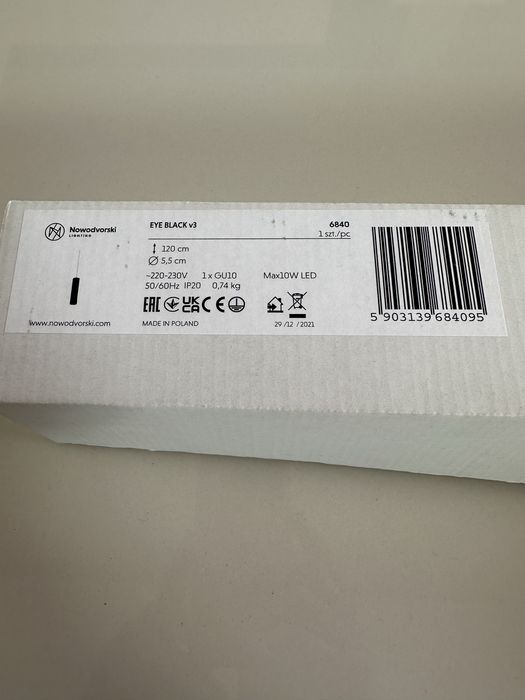 Nowodvorski
LIGHTING
EYE BLACK v3
6840
1 szt./pc
120 cm
Ø 5,5 cm
~220-230V 1 x GU10 Max10W LED
50/60Hz IP20 0,74 kg
EAC UKCA CE
www.nowodvorski.com
MADE IN POLAND
29 /12 / 2021
5 903139 684095